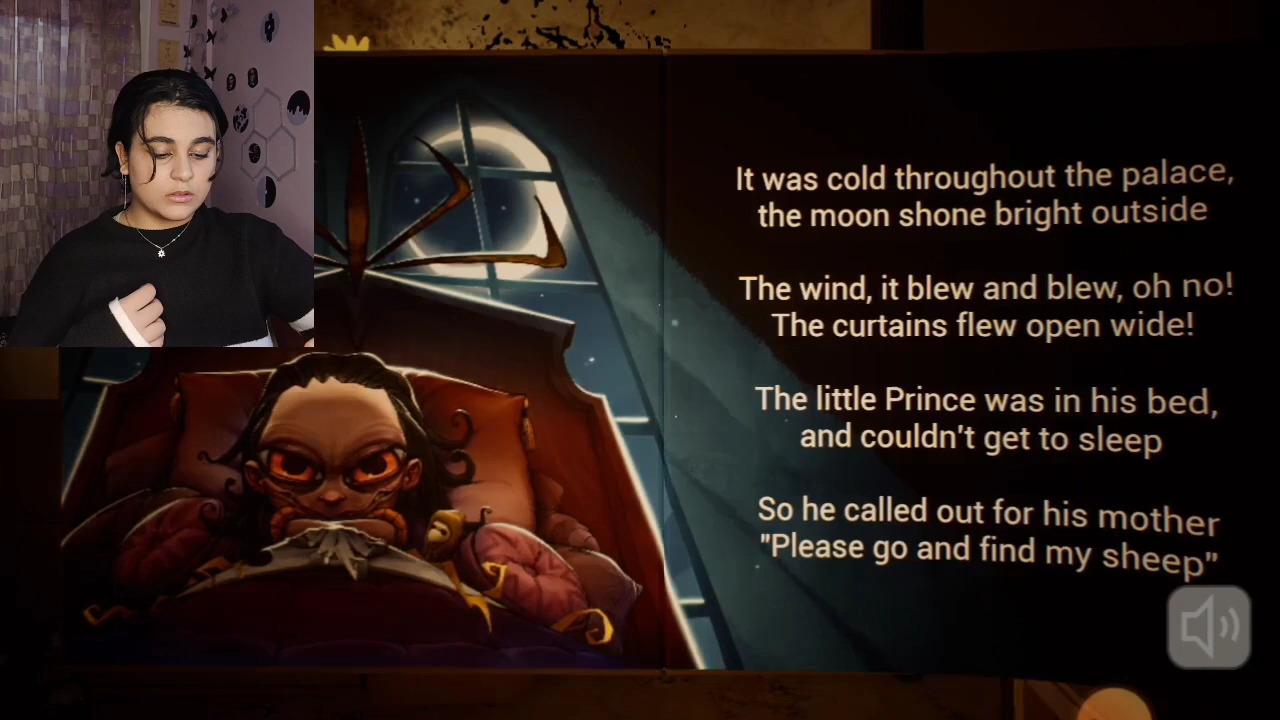 It was cold throughout the palace,
the moon shone bright outside
The wind, it blew and blew, oh no!
The curtains flew open wide!
The little Prince was in his bed,
and couldn't get to sleep
So he called out for his mother
"Please go and find my sheep"